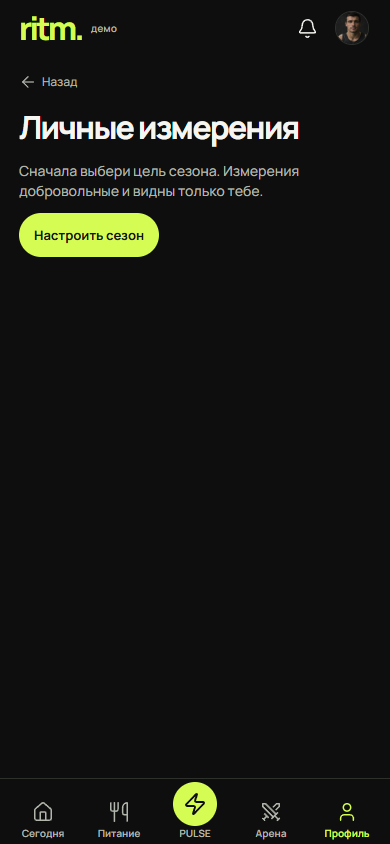 ritm. демо
Назад
Личные измерения
Сначала выбери цель сезона. Измерения
добровольные и видны только тебе.
Настроить сезон
Сегодня Питание PULSE Арена Профиль